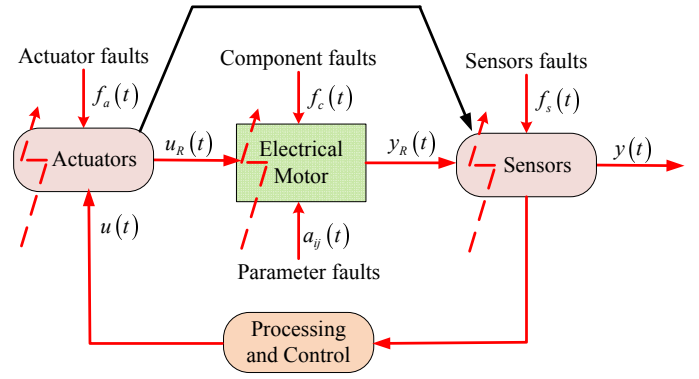 Actuator faults
Component faults
Sensors faults
f_a(t)
f_c(t)
f_s(t)
Actuators
u_R(t)
Electrical
Motor
y_R(t)
Sensors
y(t)
u(t)
a_ij(t)
Parameter faults
Processing
and Control